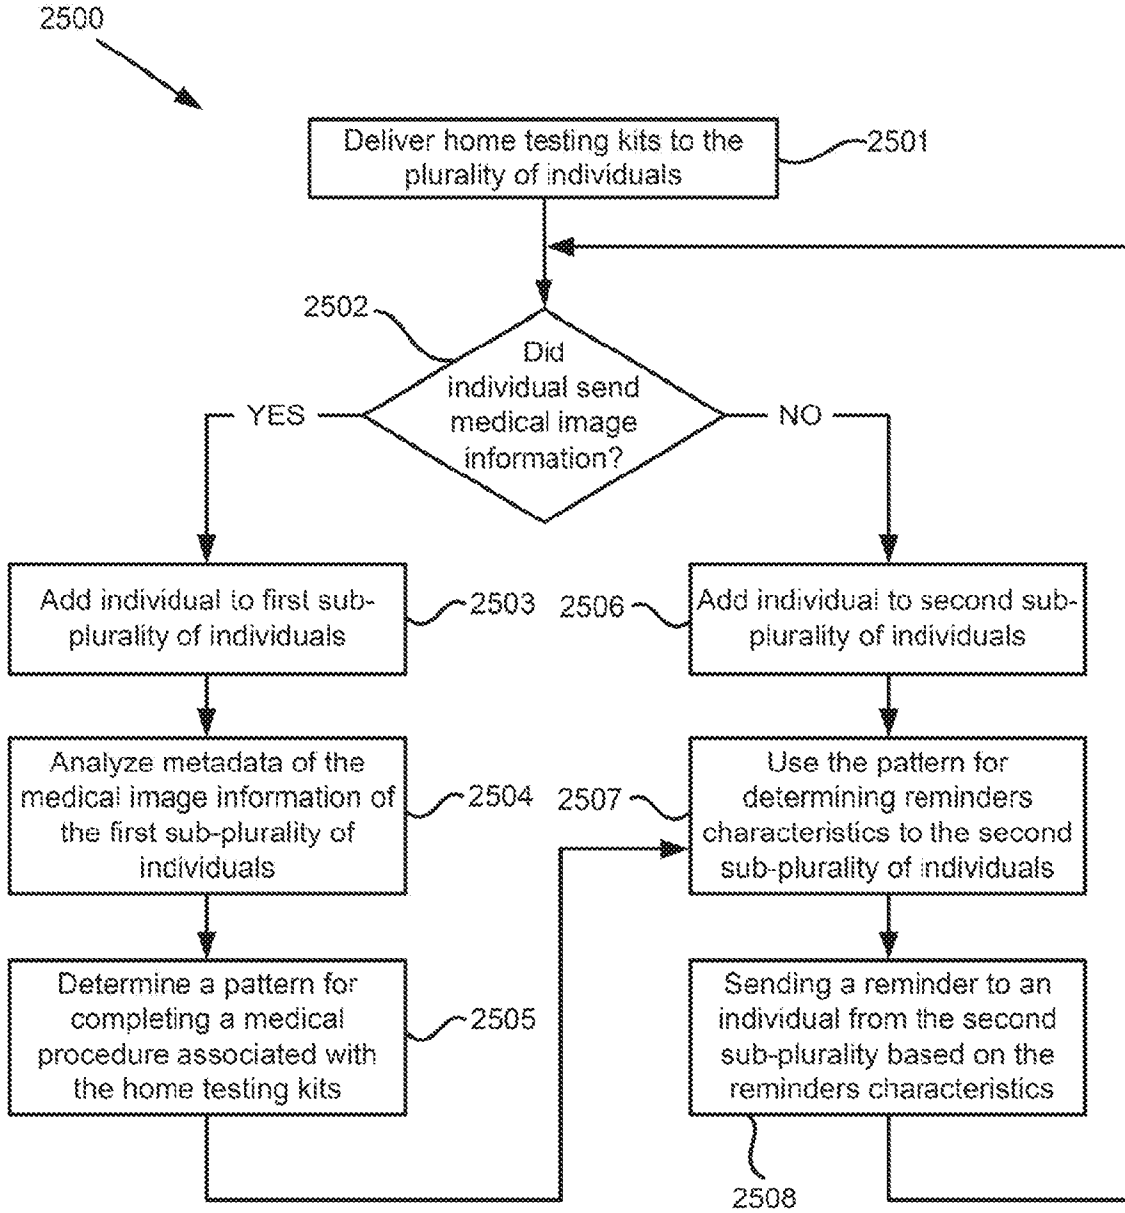 2500
Deliver home testing kits to the
plurality of individuals
2501
2502
Did
individual send
medical image
information?
YES
NO
Add individual to first sub-
plurality of individuals
2503
2506
Add individual to second sub-
plurality of individuals
Analyze metadata of the
medical image information of
the first sub-plurality of
individuals
2504
2507
Use the pattern for
determining reminders
characteristics to the second
sub-plurality of individuals
Determine a pattern for
completing a medical
procedure associated with
the home testing kits
2505
Sending a reminder to an
individual from the second
sub-plurality based on the
reminders characteristics
2508